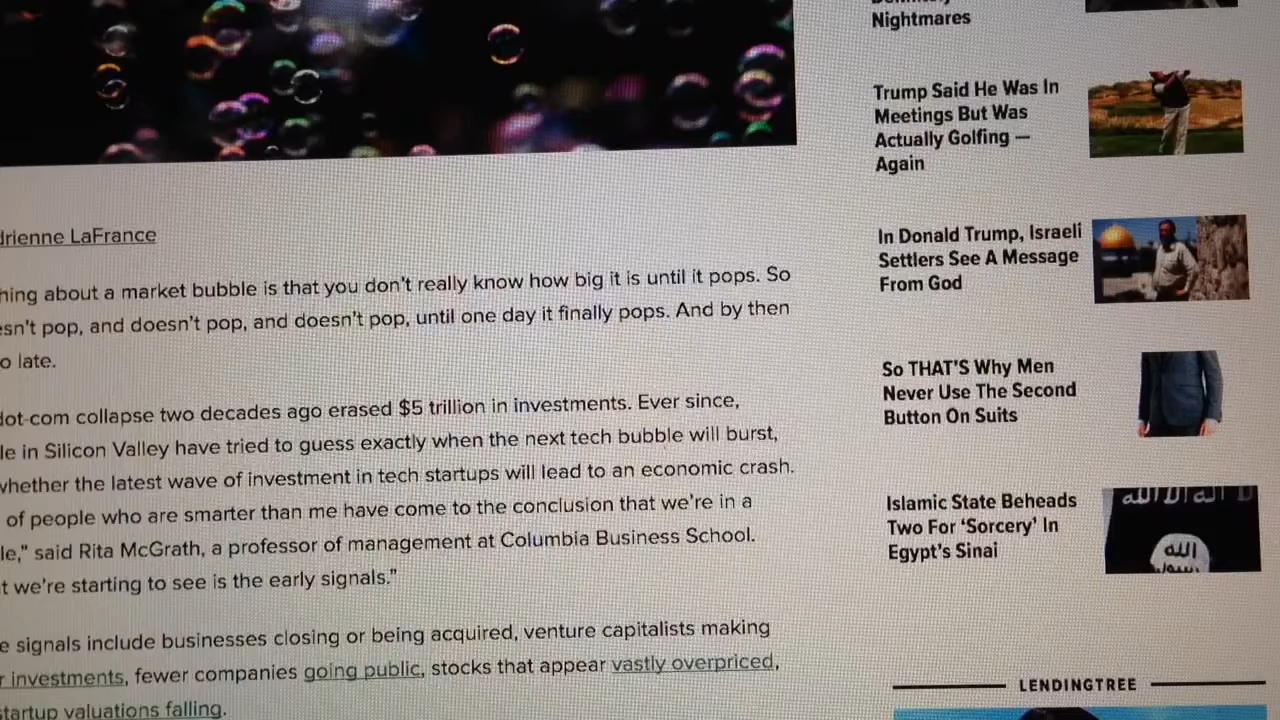 Nightmares
Trump Said He Was In
Meetings But Was
Actually Golfing —
Again
In Donald Trump, Israeli
Settlers See A Message
From God
So THAT'S Why Men
Never Use The Second
Button On Suits
Islamic State Beheads
Two For ‘Sorcery’ In
Egypt's Sinai
LENDINGTREE
drienne LaFrance
hing about a market bubble is that you don't really know how big it is until it pops. So
esn't pop, and doesn't pop, and doesn't pop, until one day it finally pops. And by then
o late.
dot-com collapse two decades ago erased $5 trillion in investments. Ever since,
le in Silicon Valley have tried to guess exactly when the next tech bubble will burst,
whether the latest wave of investment in tech startups will lead to an economic crash.
of people who are smarter than me have come to the conclusion that we're in a
le," said Rita McGrath, a professor of management at Columbia Business School.
t we're starting to see is the early signals."
e signals include businesses closing or being acquired, venture capitalists making
r investments, fewer companies going public, stocks that appear vastly overpriced,
startup valuations falling.
الله